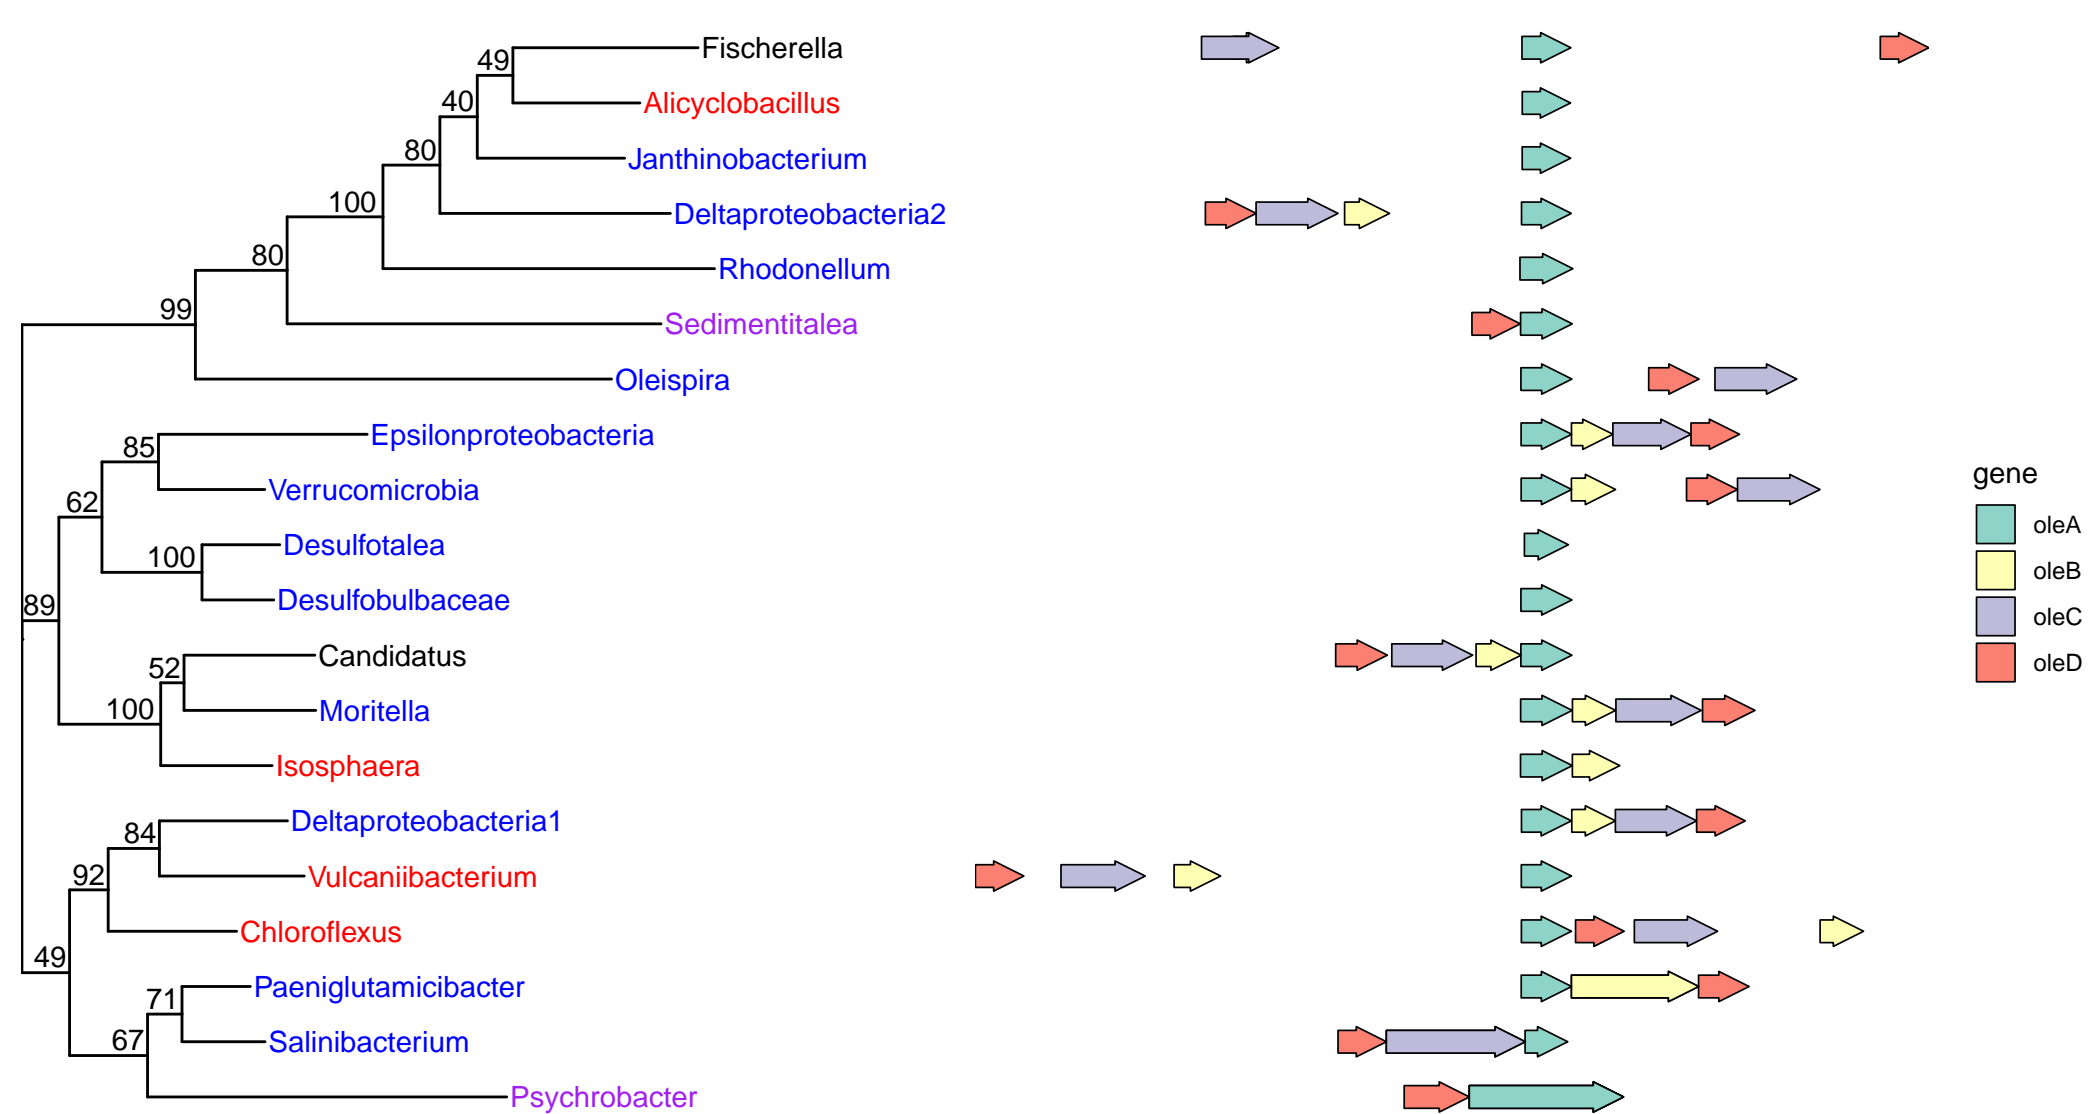 Fischerella
49
Alicyclobacillus
40
Janthinobacterium
80
Deltaproteobacteria2
100
Rhodonellum
80
Sedimentitalea
99
Oleispira
Epsilonproteobacteria
85
Verrucomicrobia
62
Desulfotalea
100
Desulfobulbaceae
89
Candidatus
52
Moritella
100
Isosphaera
Deltaproteobacteria1
84
Vulcaniibacterium
92
Chloroflexus
49
Paeniglutamicibacter
71
Salinibacterium
67
Psychrobacter
gene
oleA
oleB
oleC
oleD